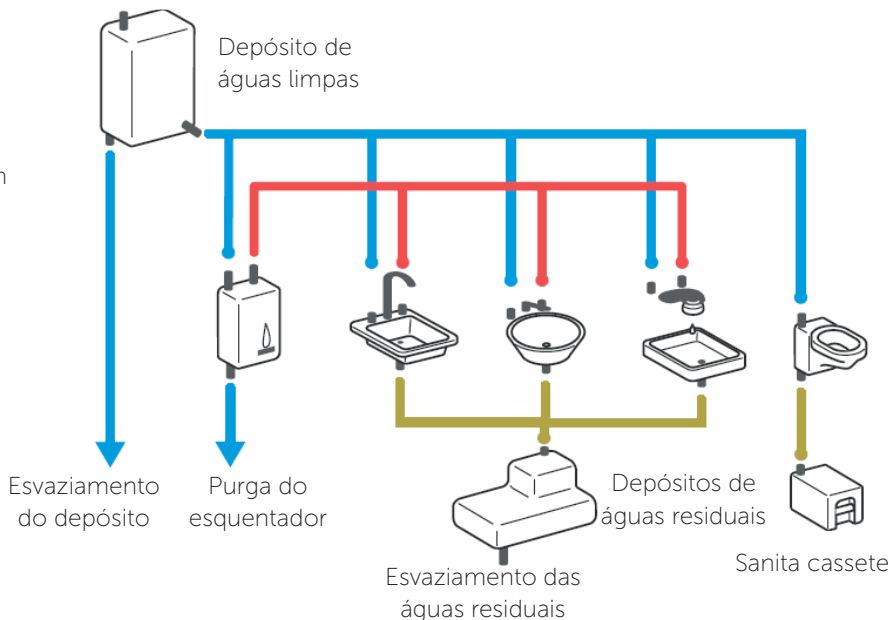 Depósito de
águas limpas
Esvaziamento
do depósito
Purga do
esquentador
Depósitos de
águas residuais
Esvaziamento das
águas residuais
Sanita cassete